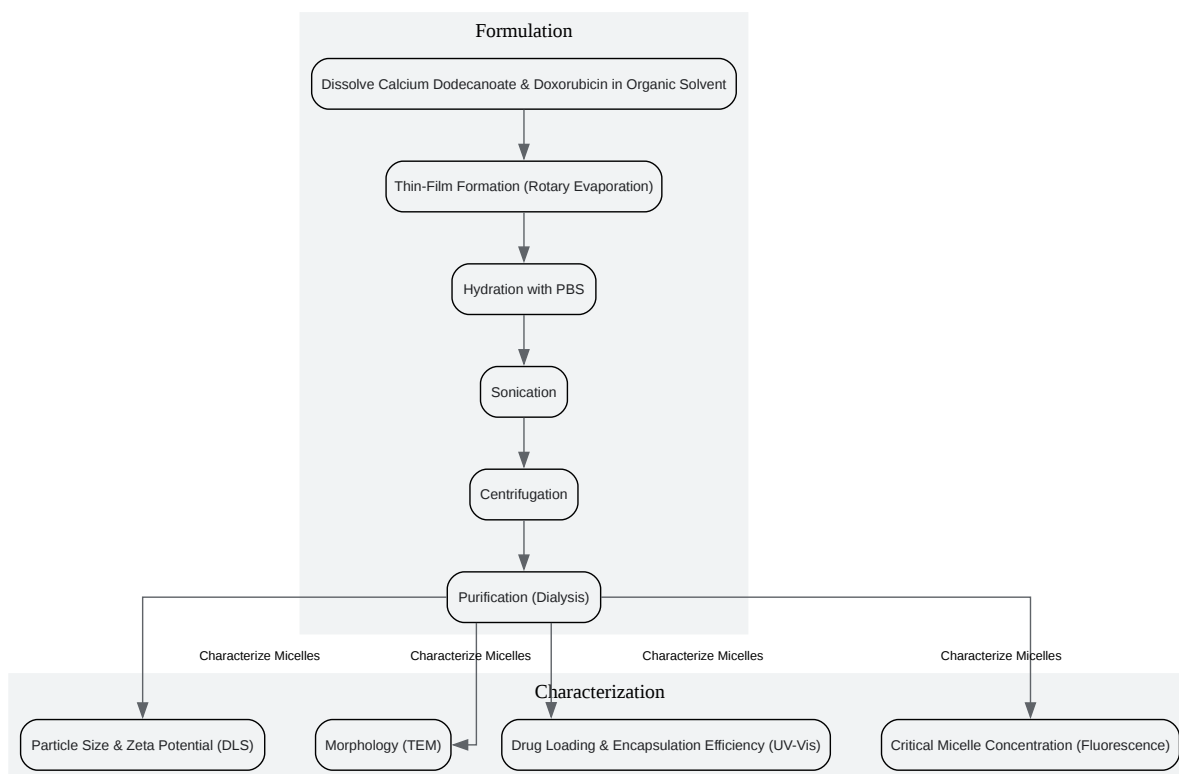 Formulation
Dissolve Calcium Dodecanoate & Doxorubicin in Organic Solvent
Thin-Film Formation (Rotary Evaporation)
Hydration with PBS
Sonication
Centrifugation
Purification (Dialysis)
Characterize Micelles
Characterize Micelles
Characterize Micelles
Characterize Micelles
Characterization
Particle Size & Zeta Potential (DLS)
Morphology (TEM)
Drug Loading & Encapsulation Efficiency (UV-Vis)
Critical Micelle Concentration (Fluorescence)